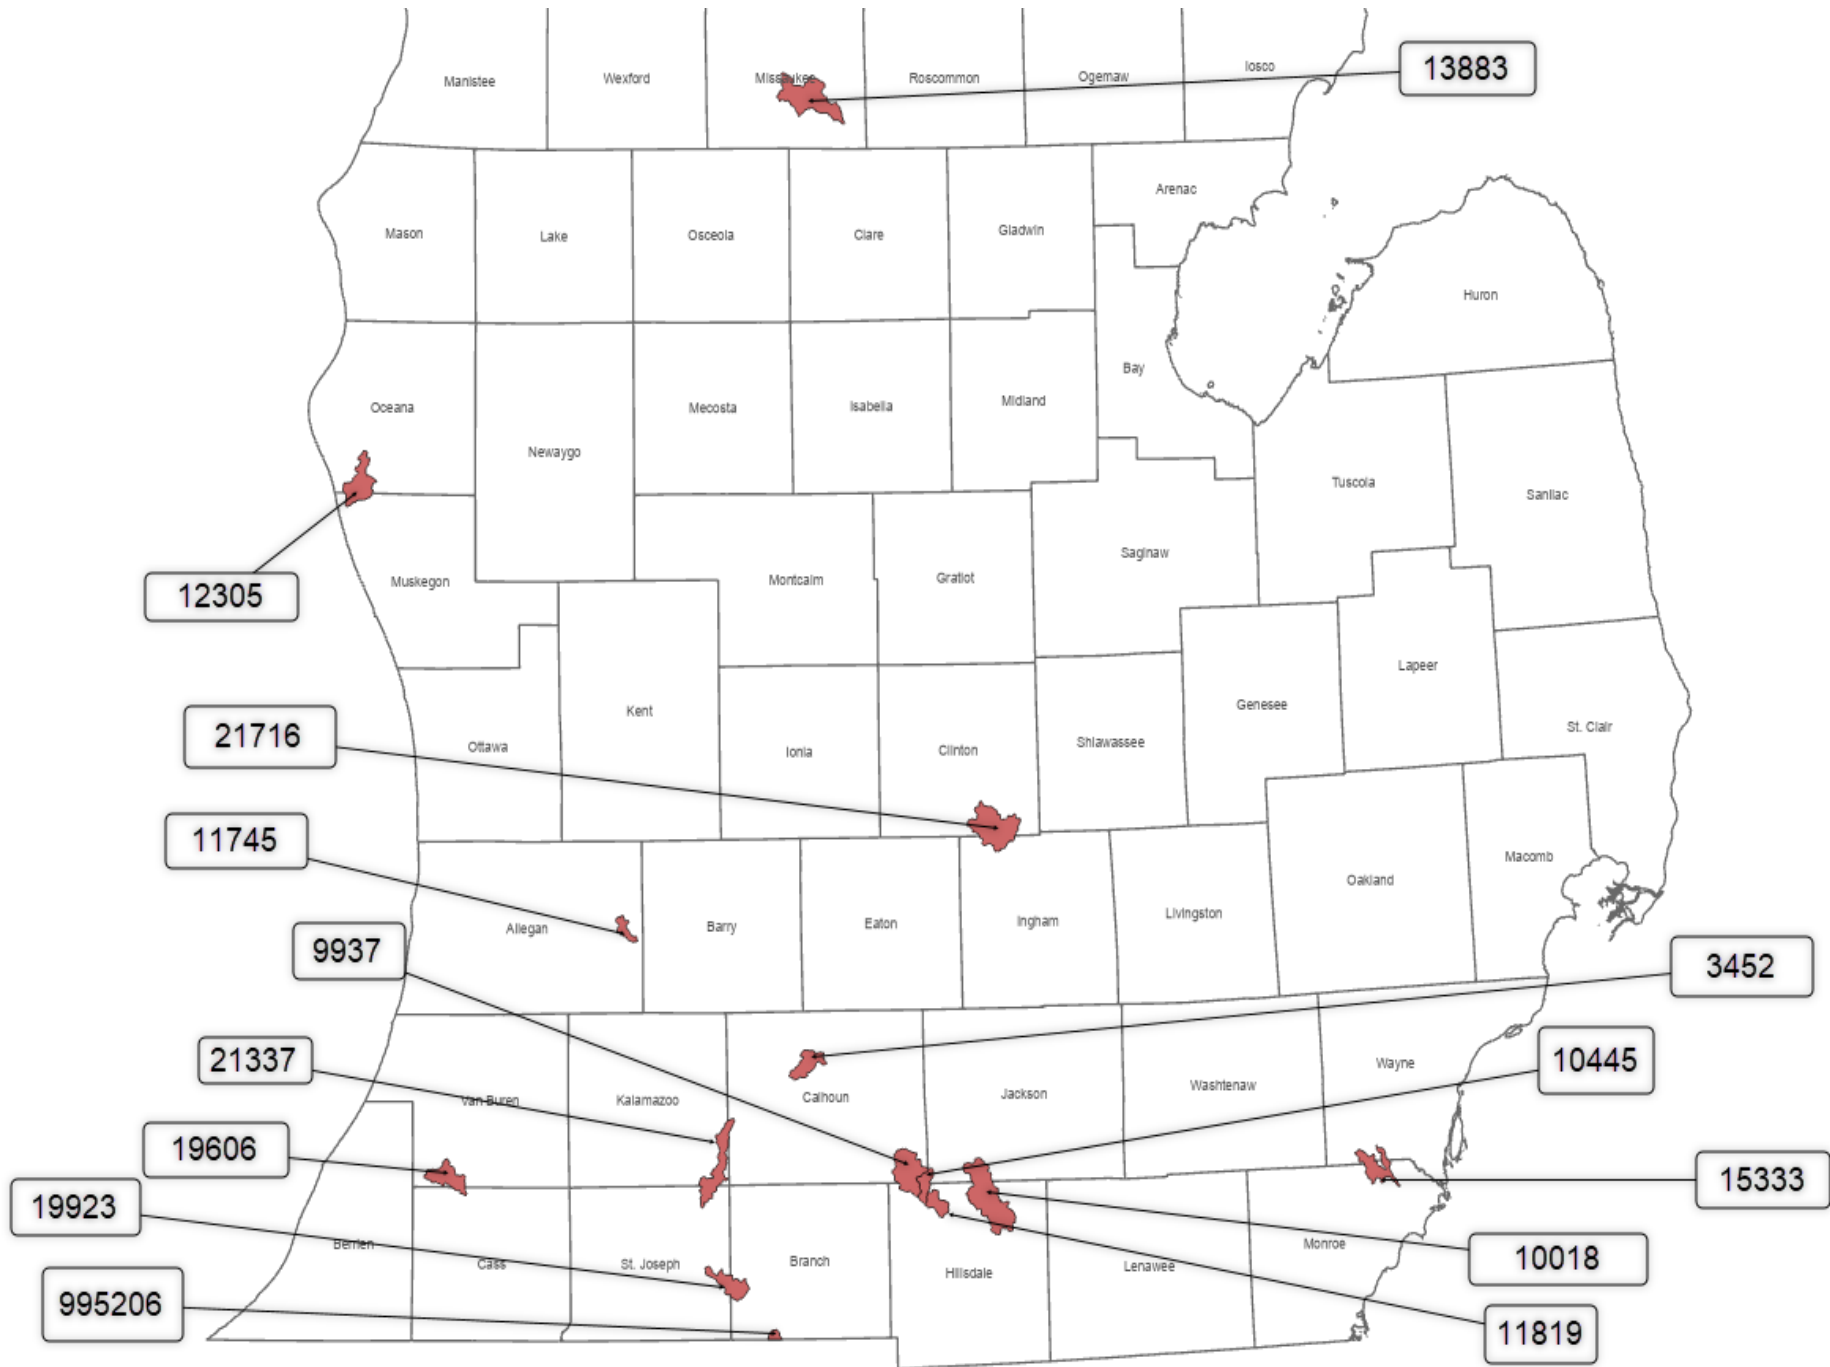 Manistee
Wexford
Missaukee
Roscommon
Ogemaw
Iosco
13883
Arenac
Mason
Lake
Osceola
Clare
Gladwin
Huron
Bay
Oceana
Mecosta
Isabella
Midland
Newaygo
Tuscola
Sanilac
Saginaw
12305
Muskegon
Montcalm
Gratiot
Lapeer
Kent
Genesee
St. Clair
21716
Ottawa
Ionia
Clinton
Shiawassee
11745
Macomb
Oakland
Allegan
Barry
Eaton
Ingham
Livingston
9937
3452
21337
10445
Wayne
Van Buren
Kalamazoo
Calhoun
Jackson
Washtenaw
19606
15333
19923
Berrien
Cass
St. Joseph
Branch
Hillsdale
Lenawee
Monroe
10018
995206
11819